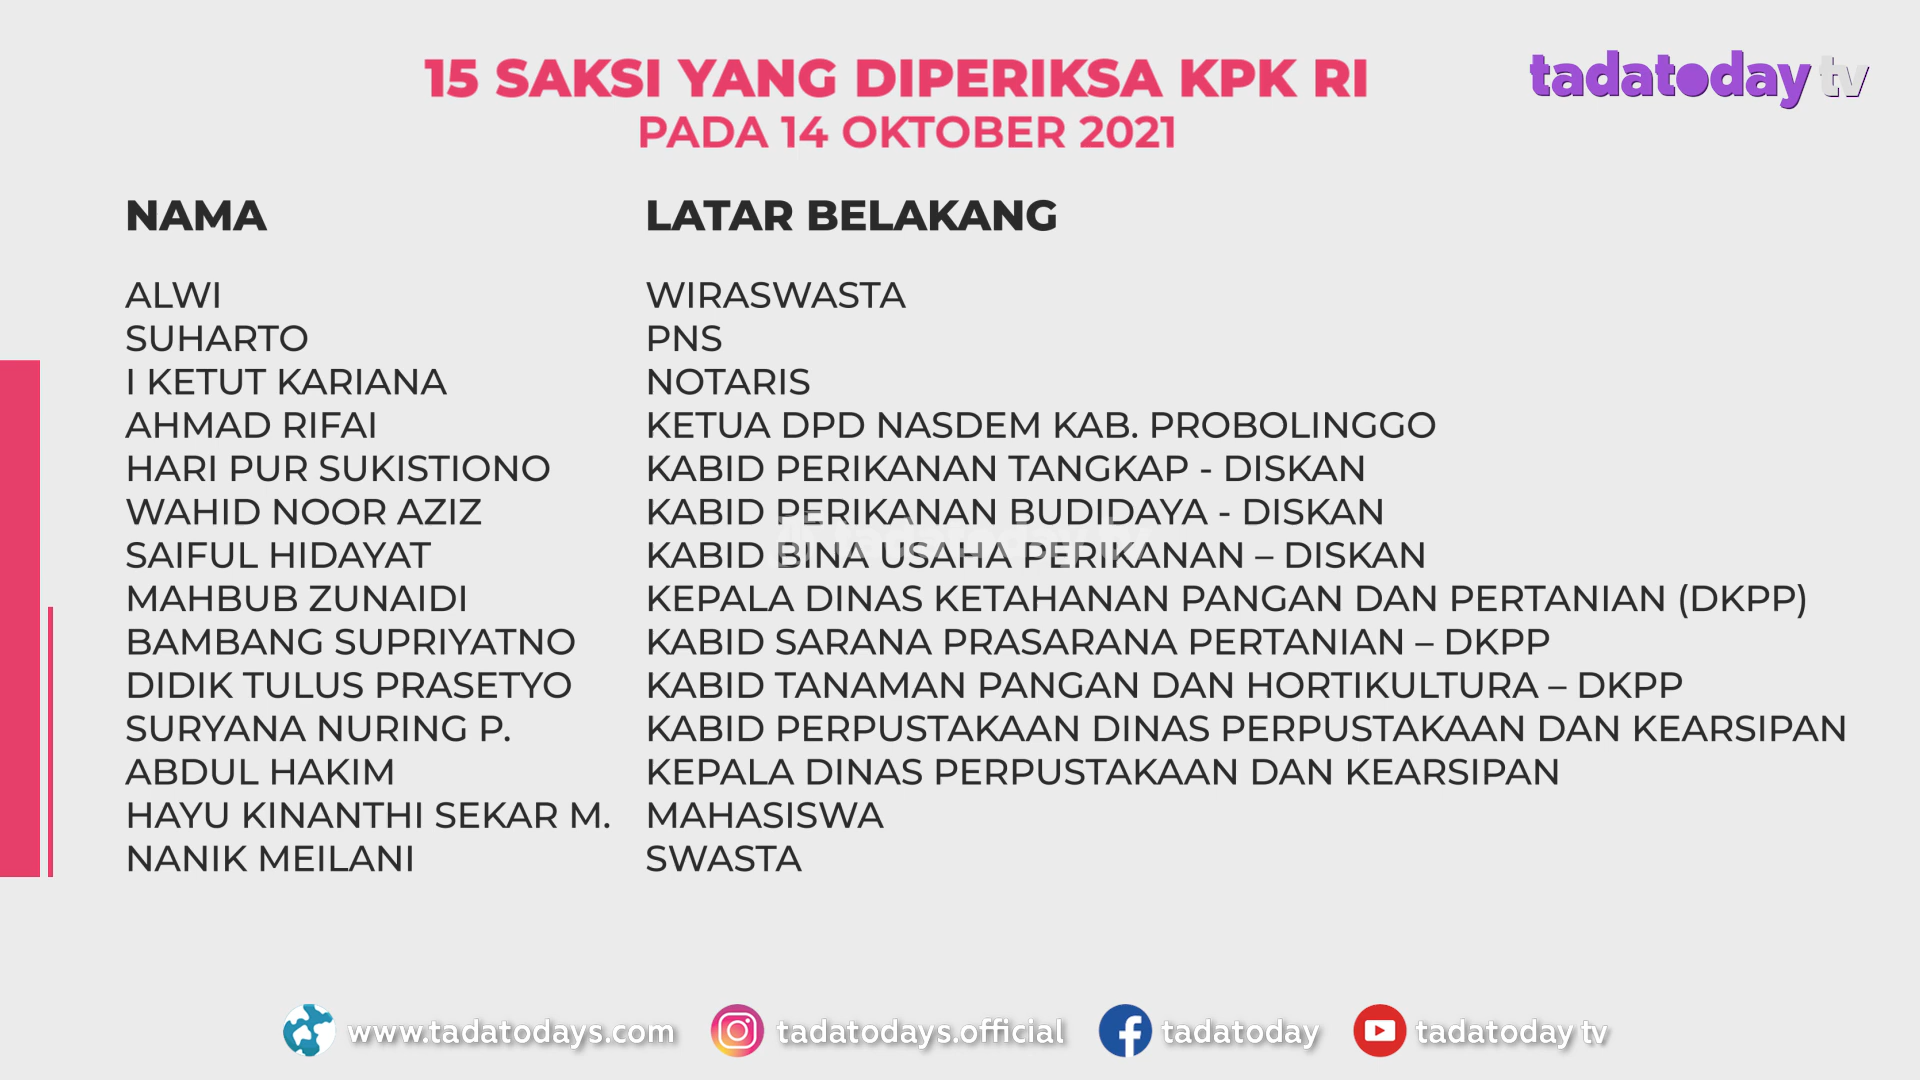 15 SAKSI YANG DIPERIKSA KPK RI
PADA 14 OKTOBER 2021
tadatoday tv
NAMA LATAR BELAKANG
ALWI WIRASWASTA
SUHARTO PNS
I KETUT KARIANA NOTARIS
AHMAD RIFAI KETUA DPD NASDEM KAB. PROBOLINGGO
HARI PUR SUKISTIONO KABID PERIKANAN TANGKAP - DISKAN
WAHID NOOR AZIZ KABID PERIKANAN BUDIDAYA - DISKAN
SAIFUL HIDAYAT KABID BINA USAHA PERIKANAN – DISKAN
MAHBUB ZUNAIDI KEPALA DINAS KETAHANAN PANGAN DAN PERTANIAN (DKPP)
BAMBANG SUPRIYATNO KABID SARANA PRASARANA PERTANIAN – DKPP
DIDIK TULUS PRASETYO KABID TANAMAN PANGAN DAN HORTIKULTURA – DKPP
SURYANA NURING P. KABID PERPUSTAKAAN DINAS PERPUSTAKAAN DAN KEARSIPAN
ABDUL HAKIM KEPALA DINAS PERPUSTAKAAN DAN KEARSIPAN
HAYU KINANTHI SEKAR M. MAHASISWA
NANIK MEILANI SWASTA
www.tadatodays.com tadatodays.official tadatoday tadatoday tv